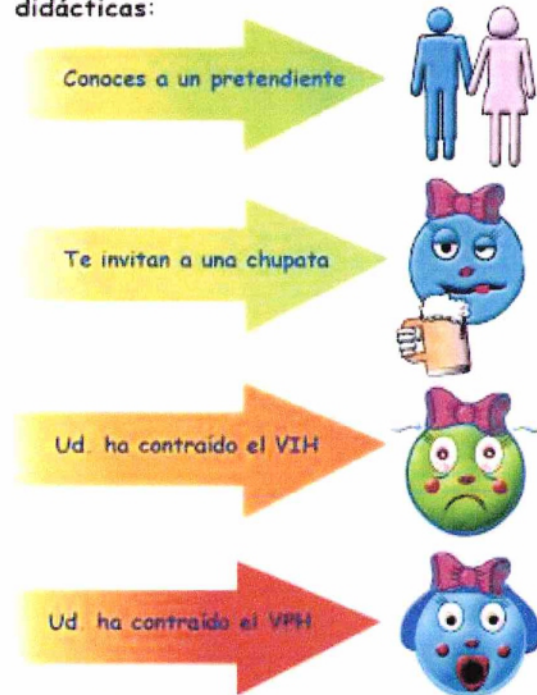 didácticas:
Conoces a un pretendiente
Te invitan a una chupata
Ud. ha contraído el VIH
Ud. ha contraído el VPH